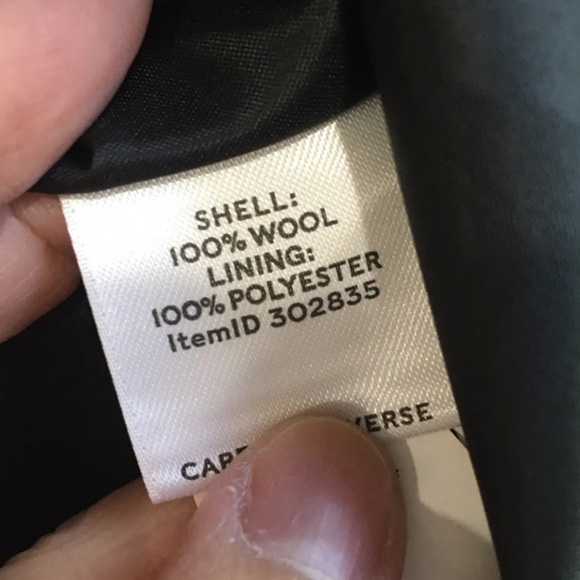 SHELL:
100% WOOL
LINING:
100% POLYESTER
ItemID 302835